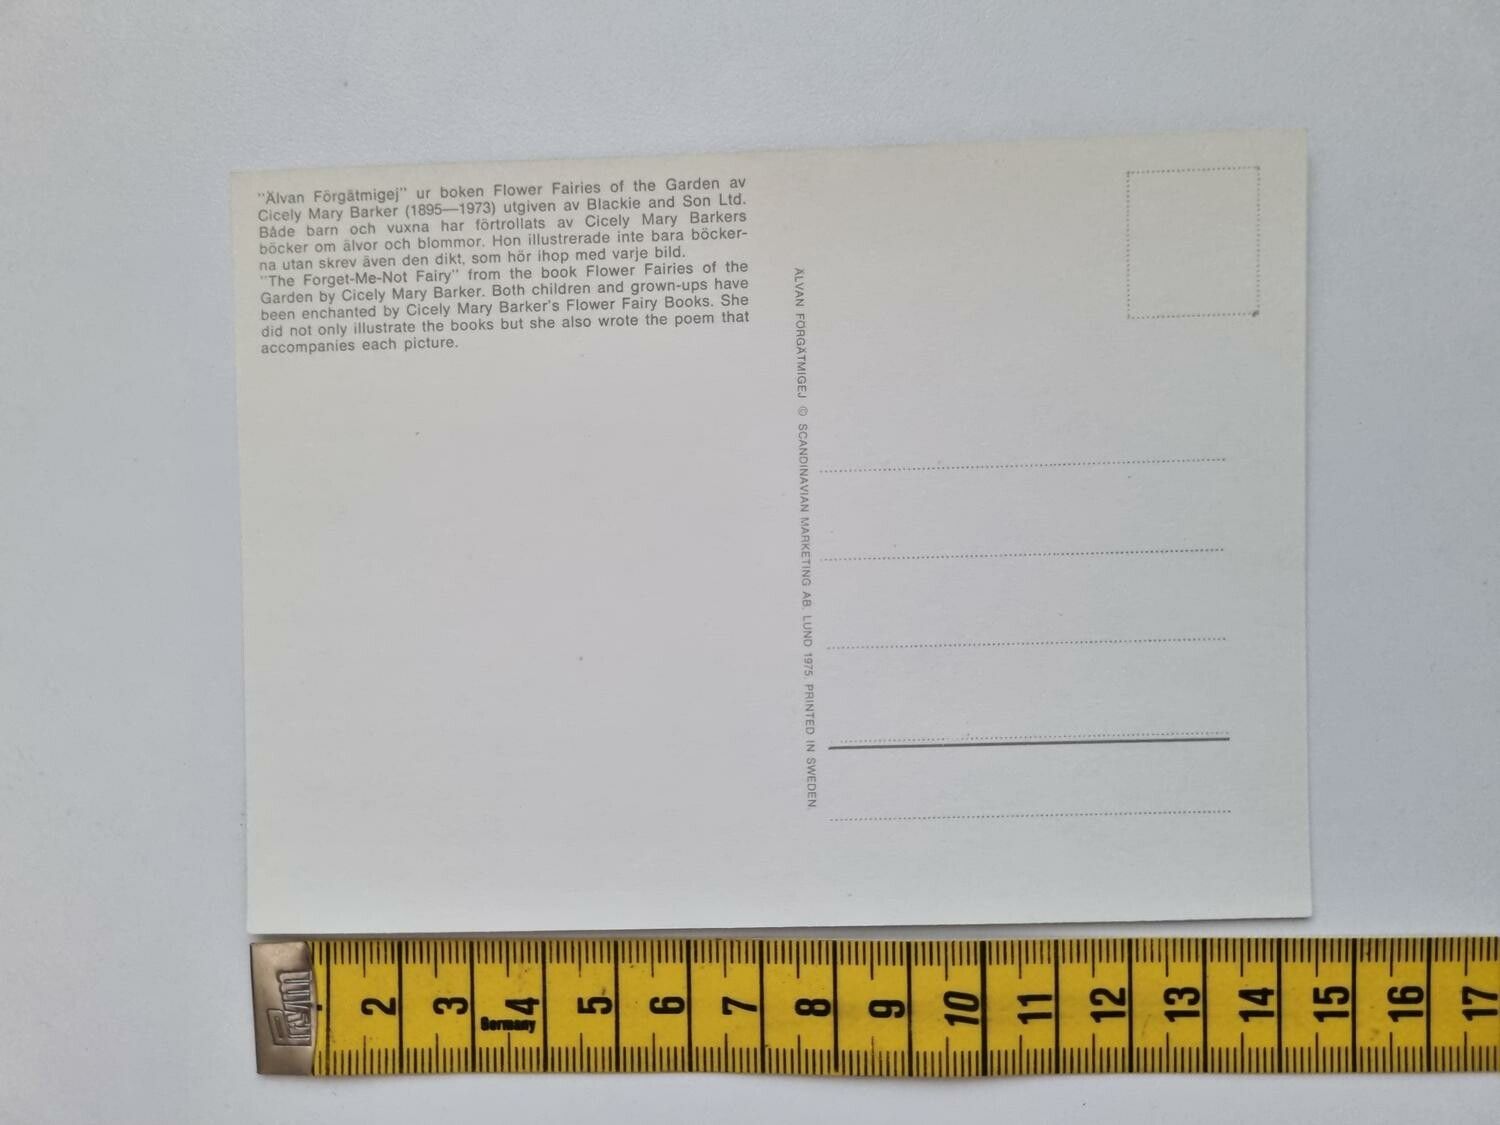 "Älvan Förgätmigej" ur boken Flower Fairies of the Garden av
Cicely Mary Barker (1895—1973) utgiven av Blackie and Son Ltd.
Både barn och vuxna har förtrollats av Cicely Mary Barkers
böcker om älvor och blommor. Hon illustrerade inte bara böcker-
na utan skrev även den dikt, som hör ihop med varje bild.
"The Forget-Me-Not Fairy" from the book Flower Fairies of the
Garden by Cicely Mary Barker. Both children and grown-ups have
been enchanted by Cicely Mary Barker's Flower Fairy Books. She
did not only illustrate the books but she also wrote the poem that
accompanies each picture.
ÄLVAN FÖRGÄTMIGEJ © SCANDINAVIAN MARKETING AB. LUND 1975. PRINTED IN SWEDEN.
Prym
2 3 4 5 6 7 8 9 10 11 12 13 14 15 16 17
Germany